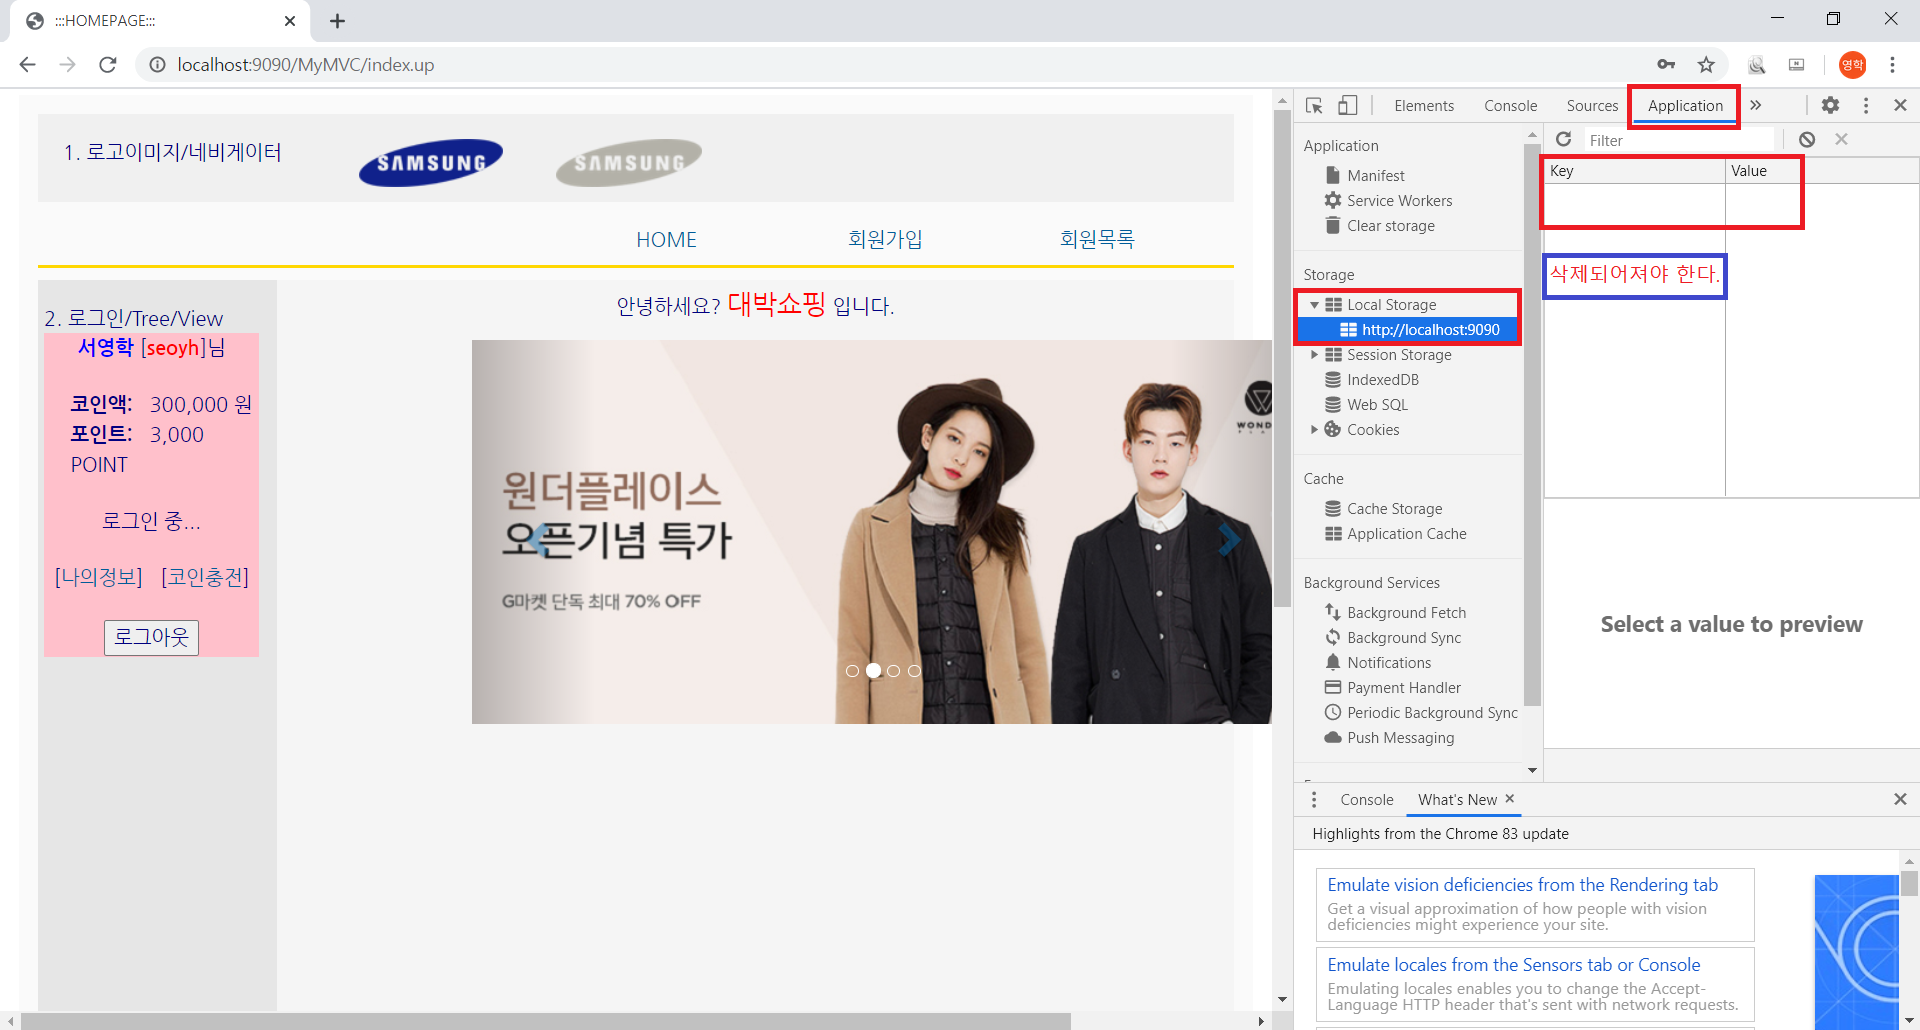 :::HOMEPAGE:::
localhost:9090/MyMVC/index.up
영학
1. 로고이미지/네비게이터
SAMSUNG
SAMSUNG
HOME
회원가입
회원목록
2. 로그인/Tree/View
서영학 [seoyh]님
코인액: 300,000 원
포인트: 3,000
POINT
로그인 중...
[나의정보] [코인충전]
로그아웃
안녕하세요? 대박쇼핑 입니다.
원더플레이스
오픈기념 특가
G마켓 단독 최대 70% OFF
WOND
Elements
Console
Sources
Application
Application
Manifest
Service Workers
Clear storage
Storage
Local Storage
http://localhost:9090
Session Storage
IndexedDB
Web SQL
Cookies
Cache
Cache Storage
Application Cache
Background Services
Background Fetch
Background Sync
Notifications
Payment Handler
Periodic Background Sync
Push Messaging
Filter
Key
Value
삭제되어져야 한다.
Select a value to preview
Console
What's New
Highlights from the Chrome 83 update
Emulate vision deficiencies from the Rendering tab
Get a visual approximation of how people with vision
deficiencies might experience your site.
Emulate locales from the Sensors tab or Console
Emulating locales enables you to change the Accept-
Language HTTP header that's sent with network requests.